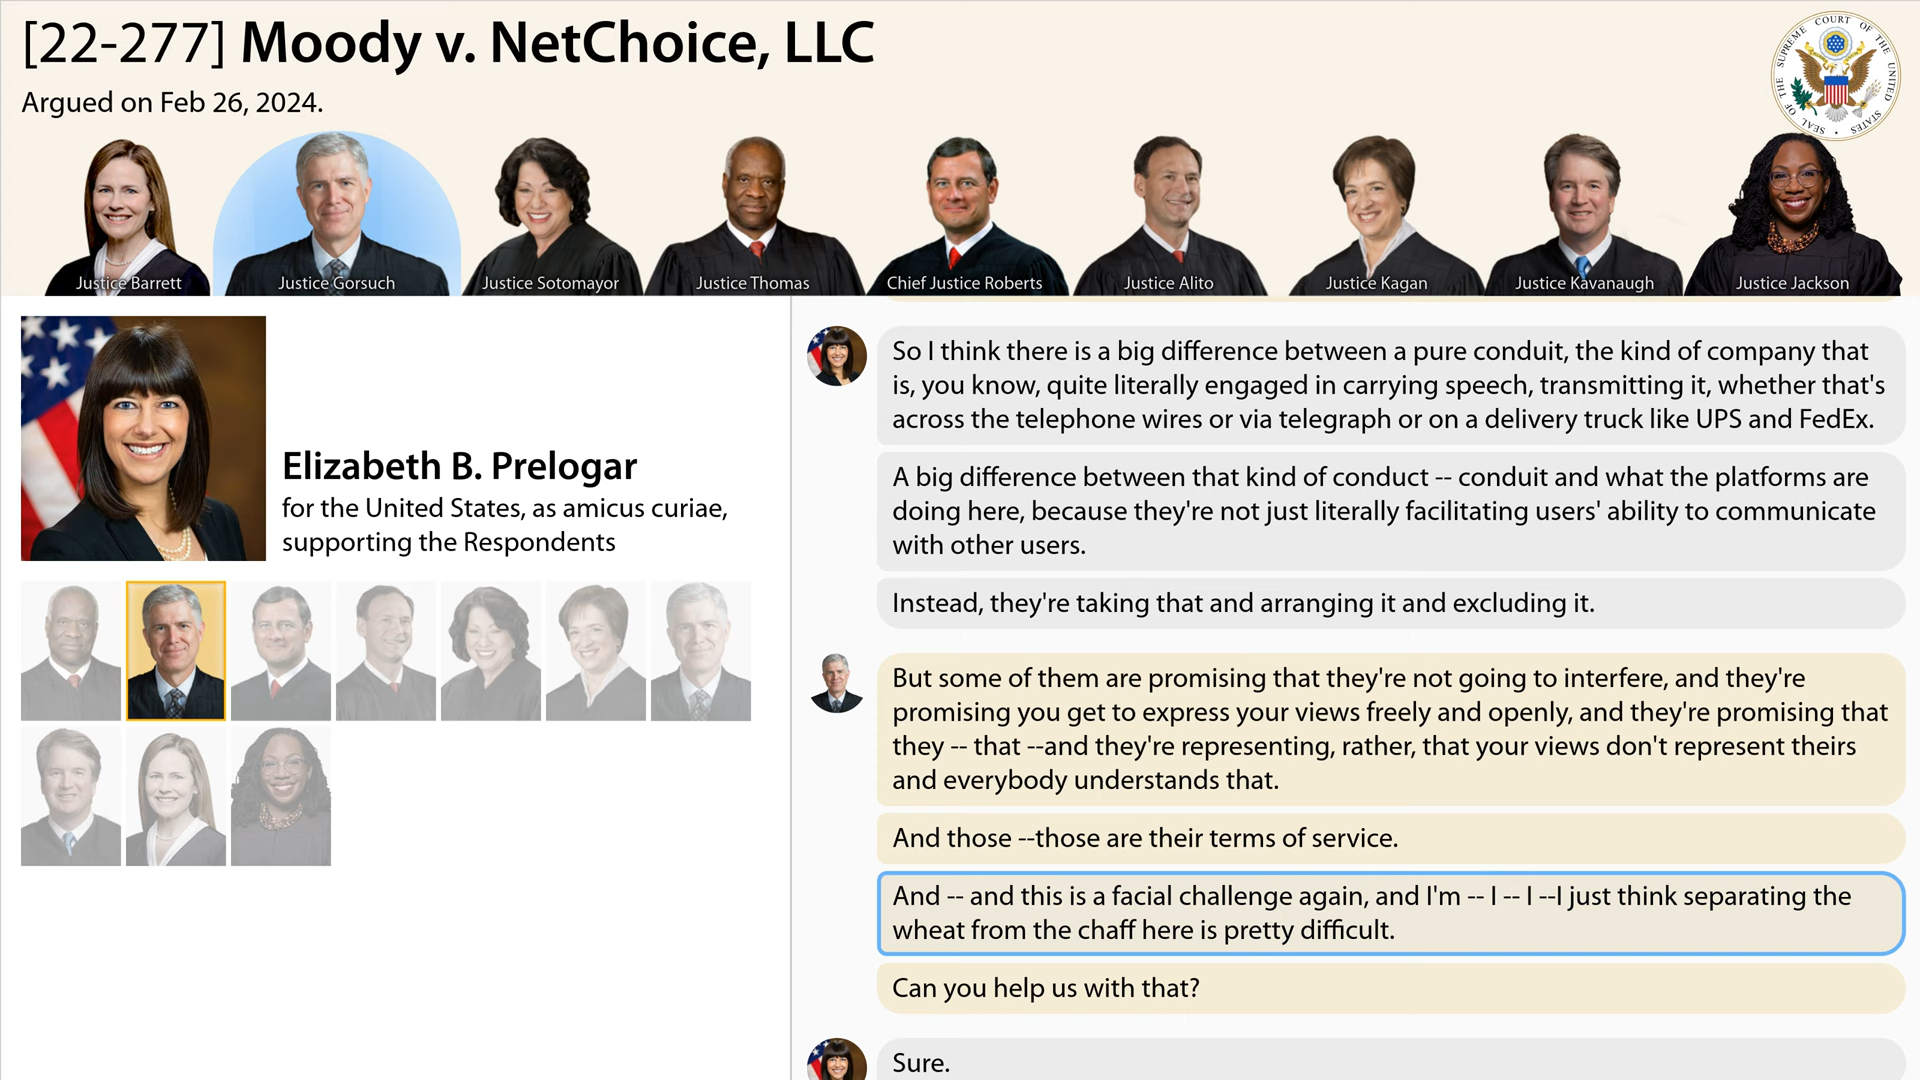 [22-277] Moody v. NetChoice, LLC
Argued on Feb 26, 2024.
SEAL OF THE SUPREME COURT OF THE UNITED STATES
Justice Barrett
Justice Gorsuch
Justice Sotomayor
Justice Thomas
Chief Justice Roberts
Justice Alito
Justice Kagan
Justice Kavanaugh
Justice Jackson
Elizabeth B. Prelogar
for the United States, as amicus curiae,
supporting the Respondents
So I think there is a big difference between a pure conduit, the kind of company that
is, you know, quite literally engaged in carrying speech, transmitting it, whether that's
across the telephone wires or via telegraph or on a delivery truck like UPS and FedEx.
A big difference between that kind of conduct -- conduit and what the platforms are
doing here, because they're not just literally facilitating users' ability to communicate
with other users.
Instead, they're taking that and arranging it and excluding it.
But some of them are promising that they're not going to interfere, and they're
promising you get to express your views freely and openly, and they're promising that
they -- that --and they're representing, rather, that your views don't represent theirs
and everybody understands that.
And those --those are their terms of service.
And -- and this is a facial challenge again, and I'm -- I -- I --I just think separating the
wheat from the chaff here is pretty difficult.
Can you help us with that?
Sure.